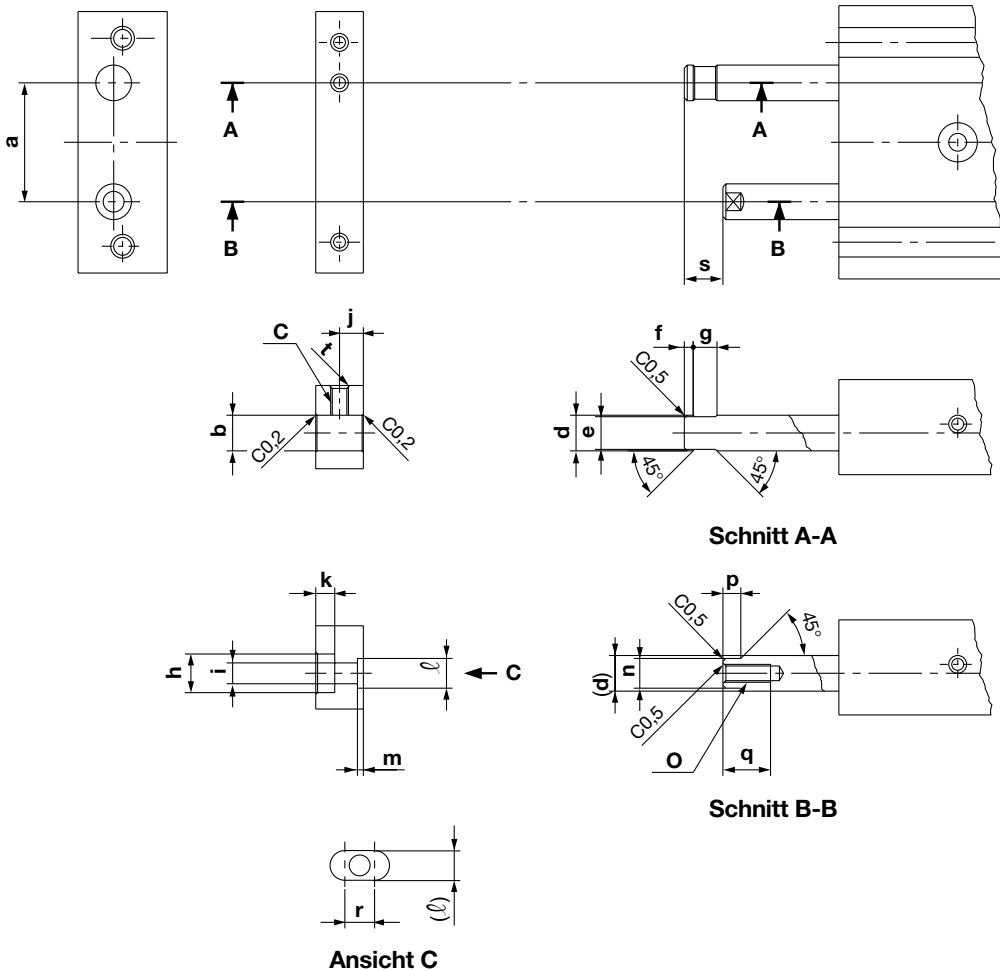 a
A
A
B
B
s
C
j
t
b
C0,2
C0,2
f
g
C0,5
d
e
45°
45°
Schnitt A-A
k
h
i
ℓ
C
m
p
C0,5
45°
(d)
n
C0,5
O
q
Schnitt B-B
r
(ℓ)
Ansicht C